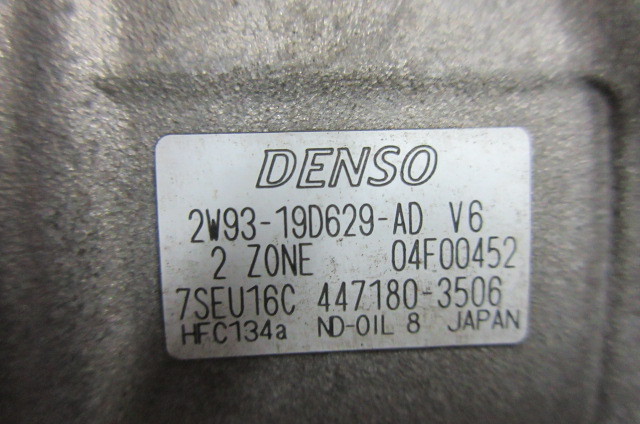 DENSO
2W93-19D629-AD V6
2 ZONE 04F00452
7SEU16C 447180-3506
HFC134a ND-OIL 8 JAPAN